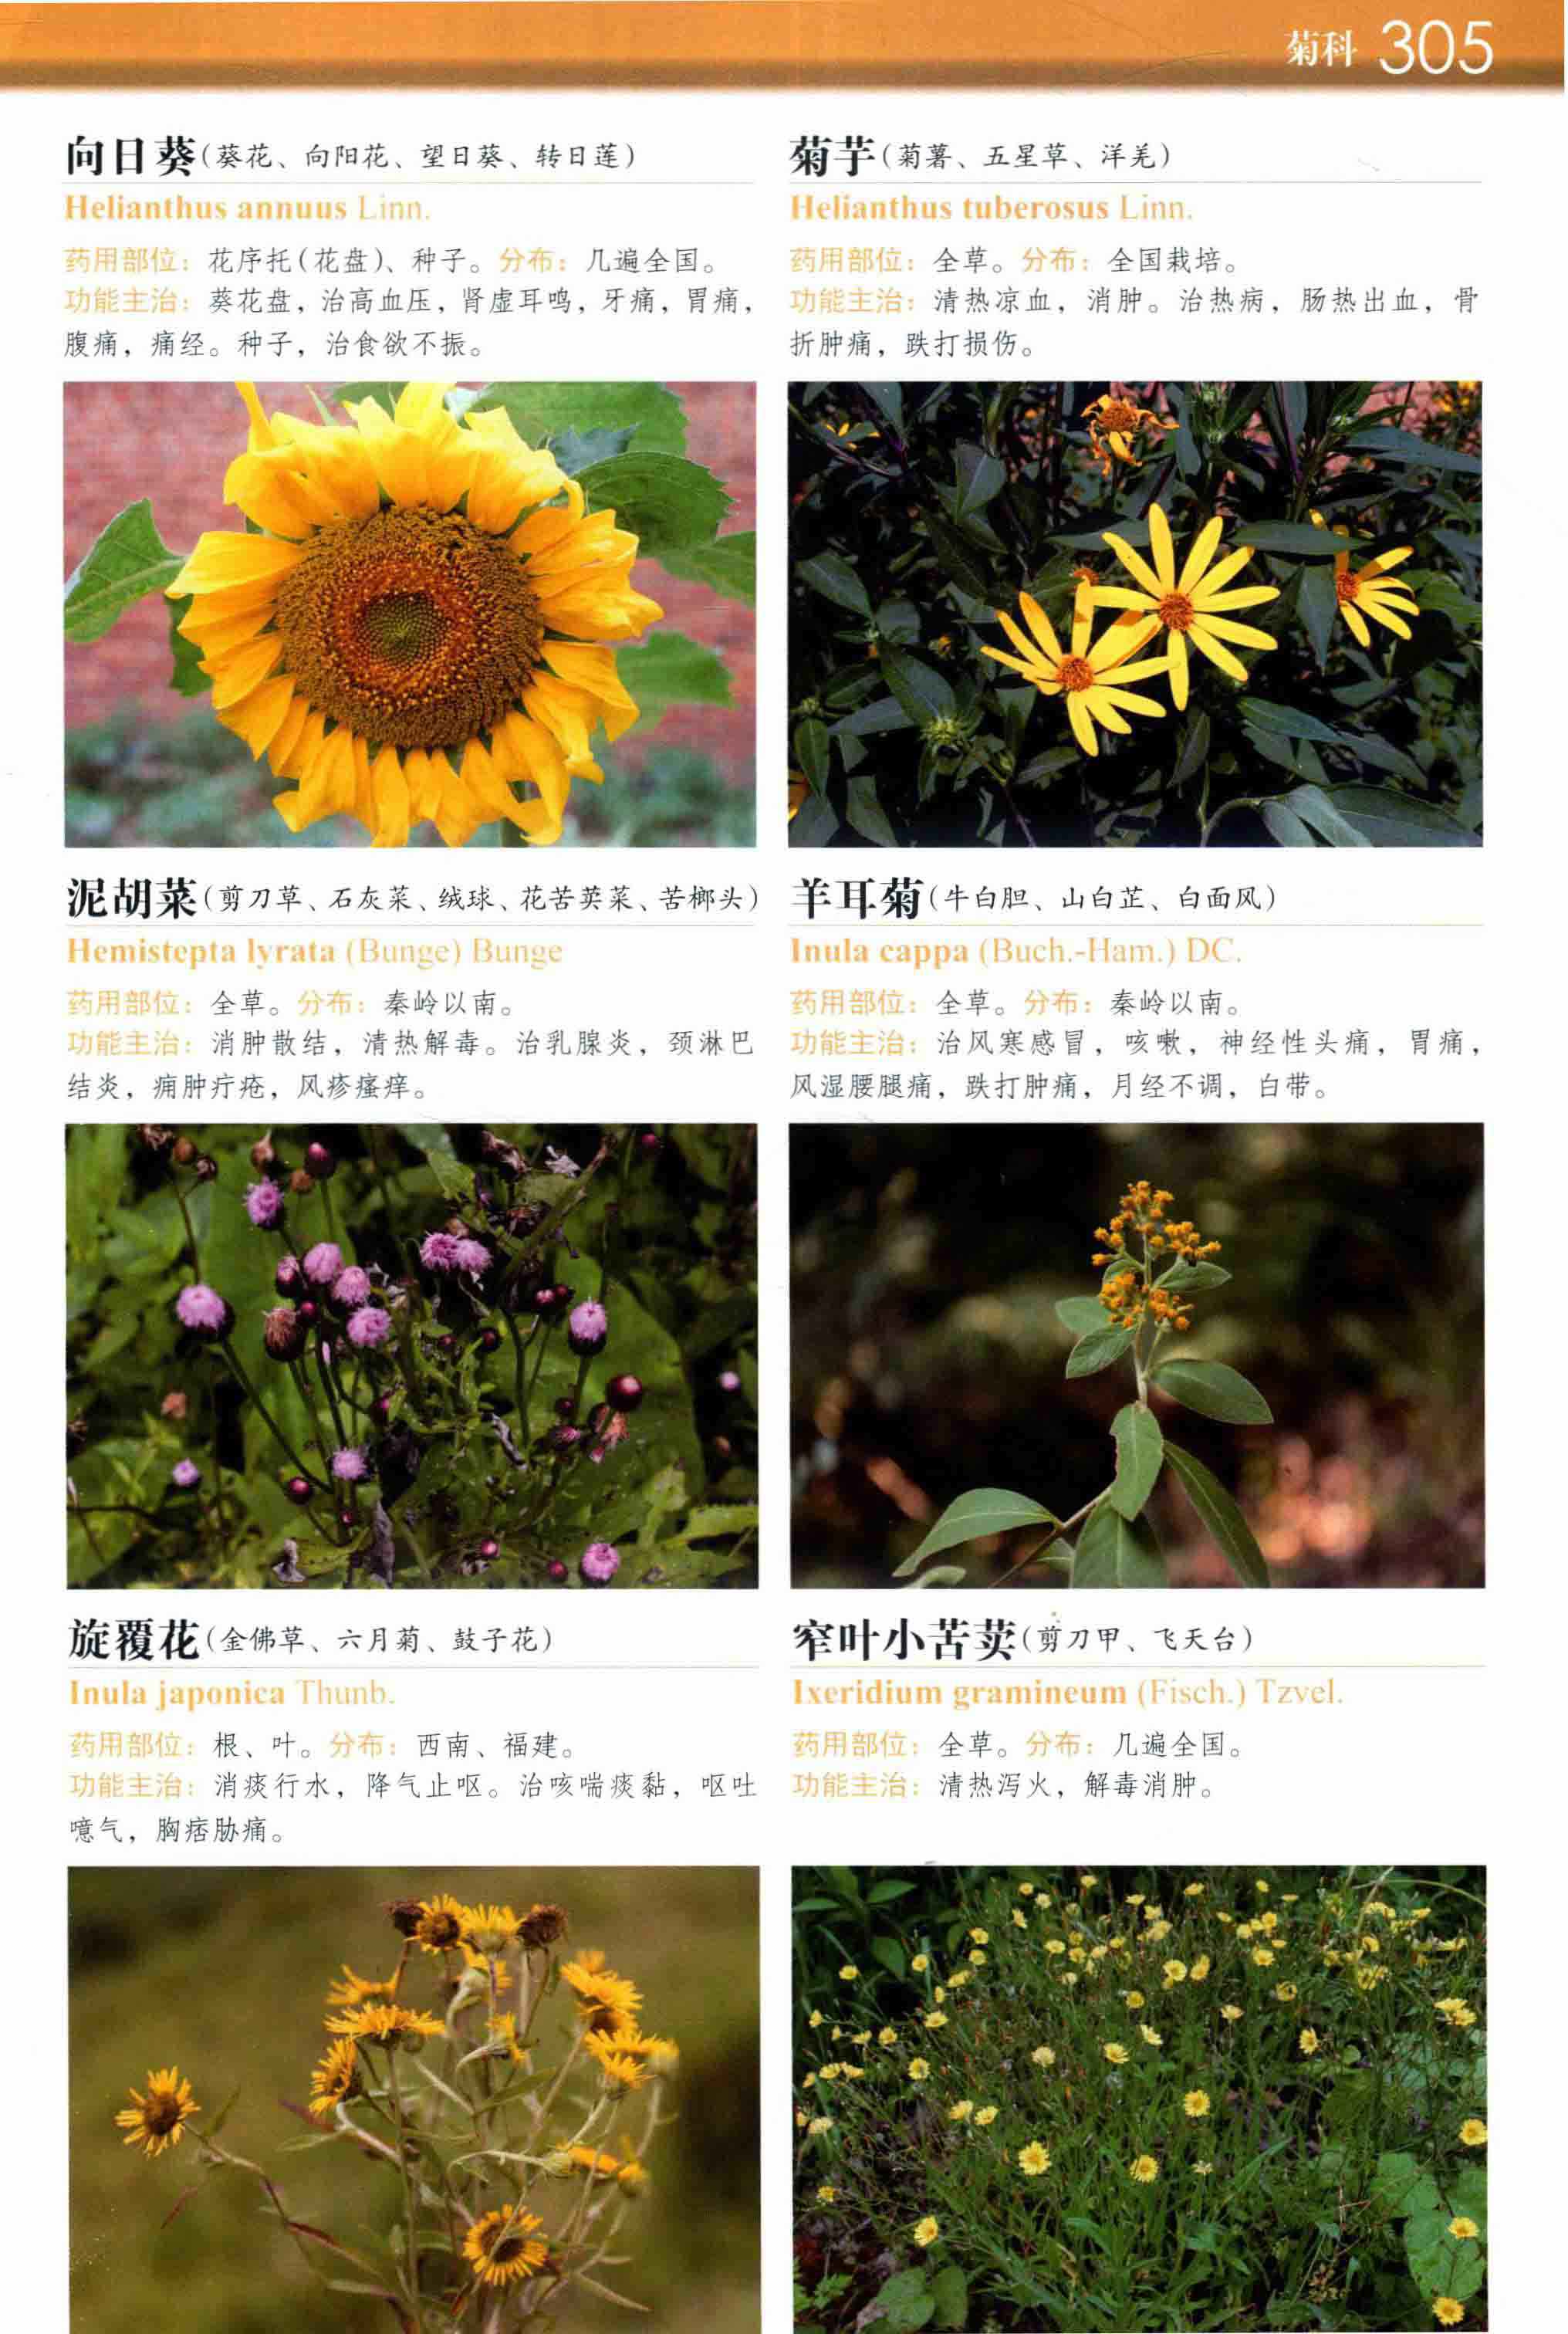 菊科 305
向日葵(葵花、向阳花、望日葵、转日莲)
Helianthus annuus Linn.
药用部位：花序托(花盘)、种子。分布：几遍全国。
功能主治：葵花盘，治高血压，肾虚耳鸣，牙痛，胃痛，
腹痛，痛经。种子，治食欲不振。
菊芋(菊薯、五星草、洋羌)
Helianthus tuberosus Linn.
药用部位：全草。分布：全国栽培。
功能主治：清热凉血，消肿。治热病，肠热出血，骨
折肿痛，跌打损伤。
泥胡菜(剪刀草、石灰菜、绒球、花苦荬菜、苦榔头)
Hemistepta lyrata (Bunge) Bunge
药用部位：全草。分布：秦岭以南。
功能主治：消肿散结，清热解毒。治乳腺炎，颈淋巴
结炎，痈肿疔疮，风疹瘙痒。
羊耳菊(牛白胆、山白芷、白面风)
Inula cappa (Buch.-Ham.) DC.
药用部位：全草。分布：秦岭以南。
功能主治：治风寒感冒，咳嗽，神经性头痛，胃痛，
风湿腰腿痛，跌打肿痛，月经不调，白带。
旋覆花(金佛草、六月菊、鼓子花)
Inula japonica Thunb.
药用部位：根、叶。分布：西南、福建。
功能主治：消痰行水，降气止呕。治咳喘痰黏，呕吐
噫气，胸痞胁痛。
窄叶小苦荬(剪刀甲、飞天台)
Ixeridium gramineum (Fisch.) Tzvel.
药用部位：全草。分布：几遍全国。
功能主治：清热泻火，解毒消肿。